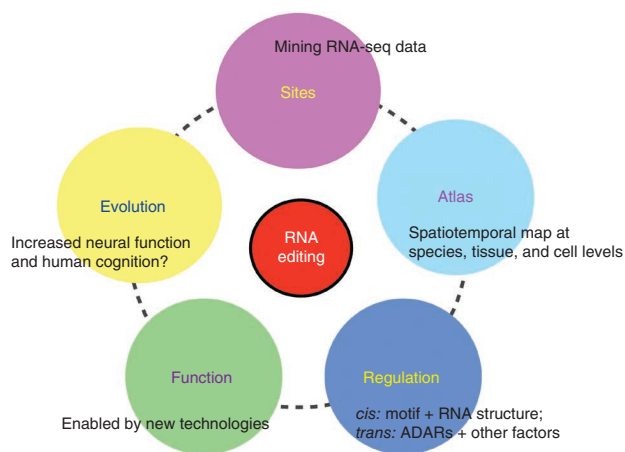 Mining RNA-seq data
Sites
Atlas
Spatiotemporal map at
species, tissue, and cell levels
Regulation
cis: motif + RNA structure;
trans: ADARs + other factors
Function
Enabled by new technologies
Evolution
Increased neural function
and human cognition?
RNA
editing